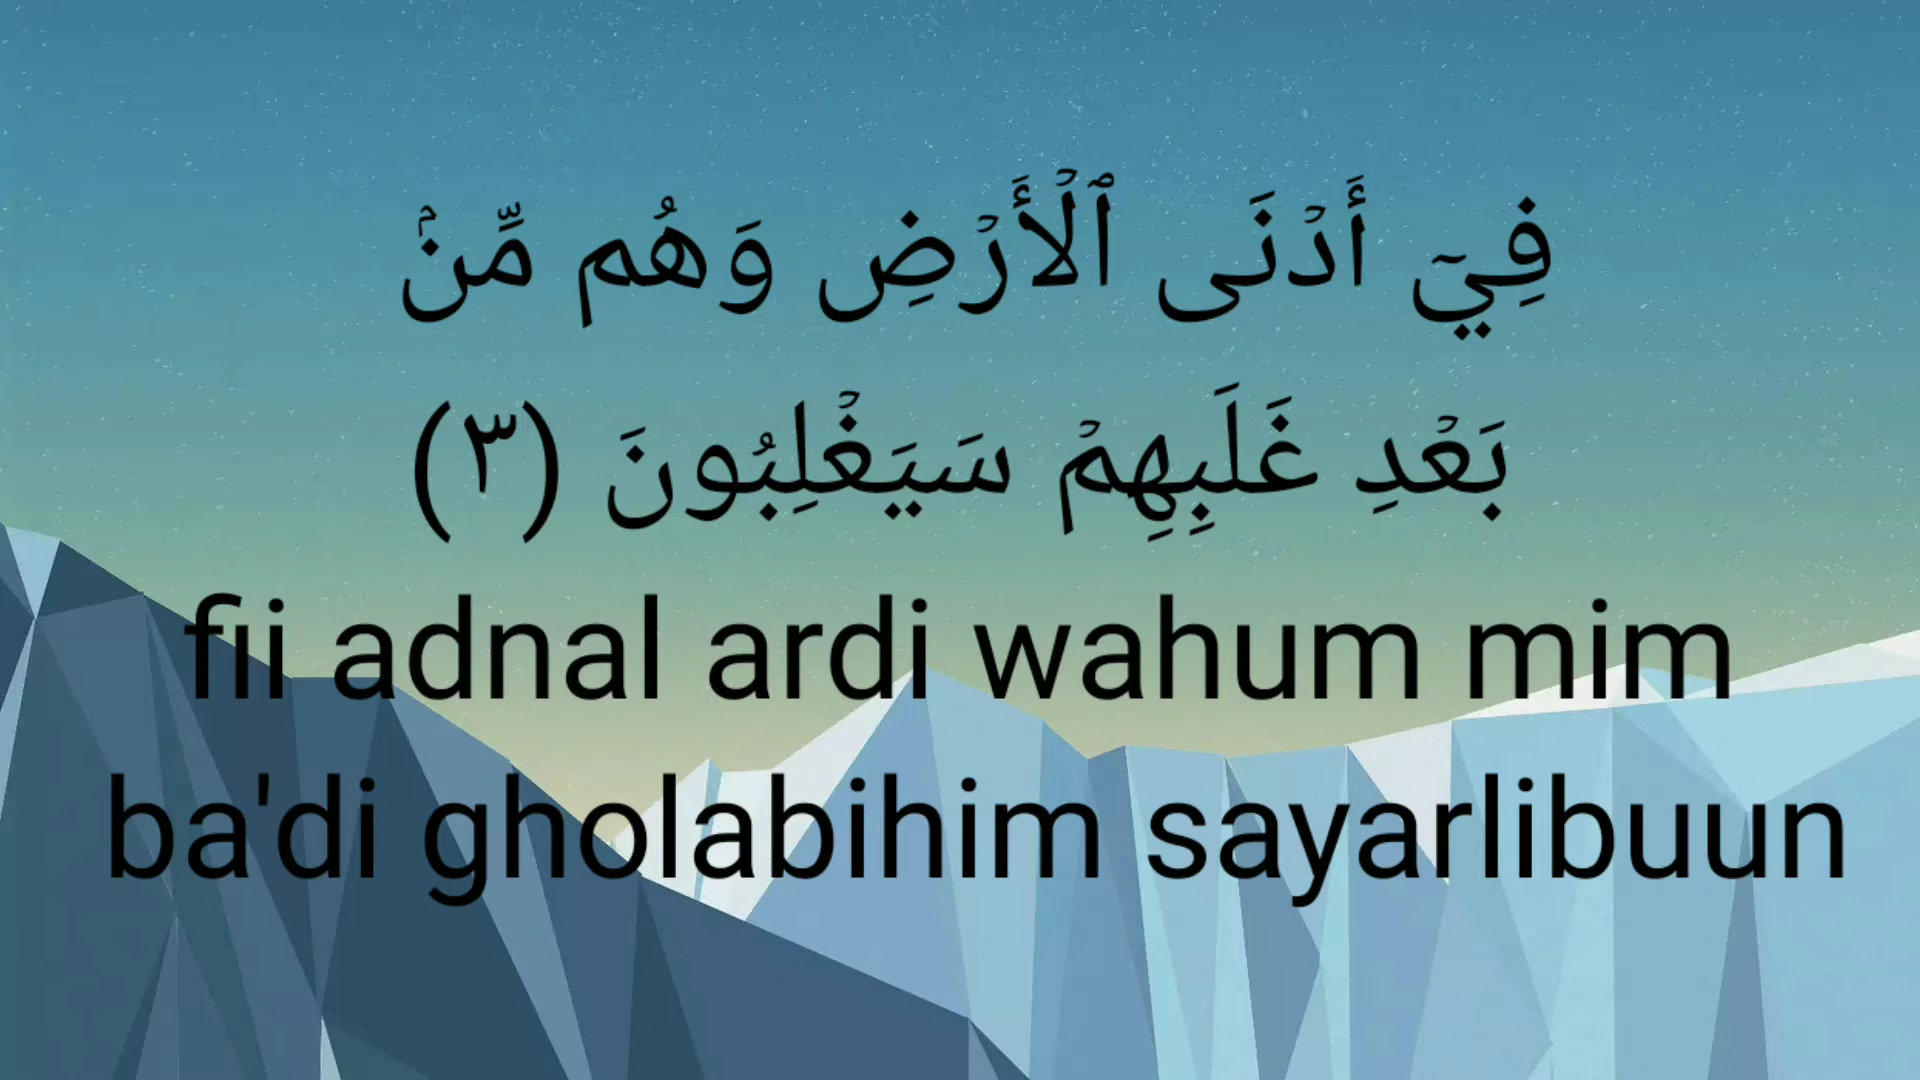 فِيٓ أَدۡنَى ٱلۡأَرۡضِ وَهُم مِّنۢ
بَعۡدِ غَلَبِهِمۡ سَيَغۡلِبُونَ (٣)
fii adnal ardi wahum mim
ba'di gholabihim sayarlibuun